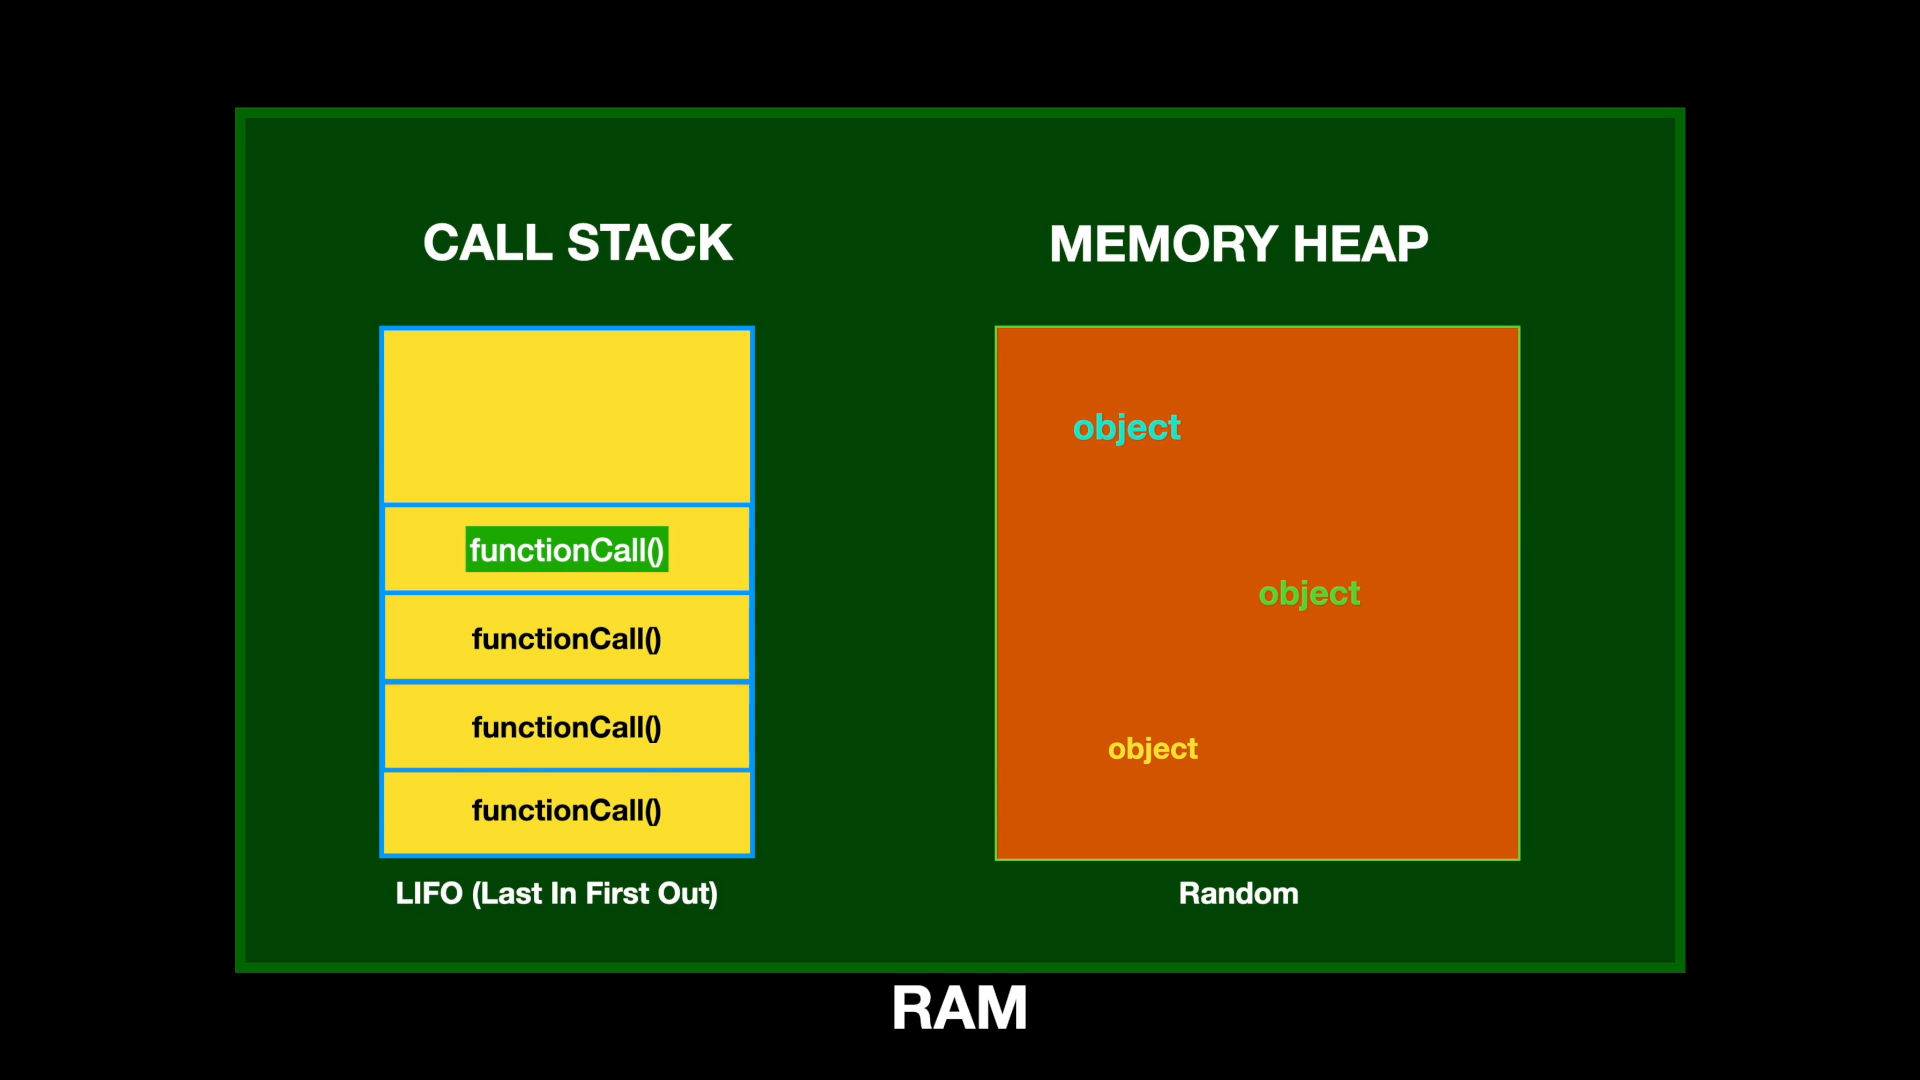 CALL STACK
functionCall()
functionCall()
functionCall()
functionCall()
LIFO (Last In First Out)
MEMORY HEAP
object
object
object
Random
RAM